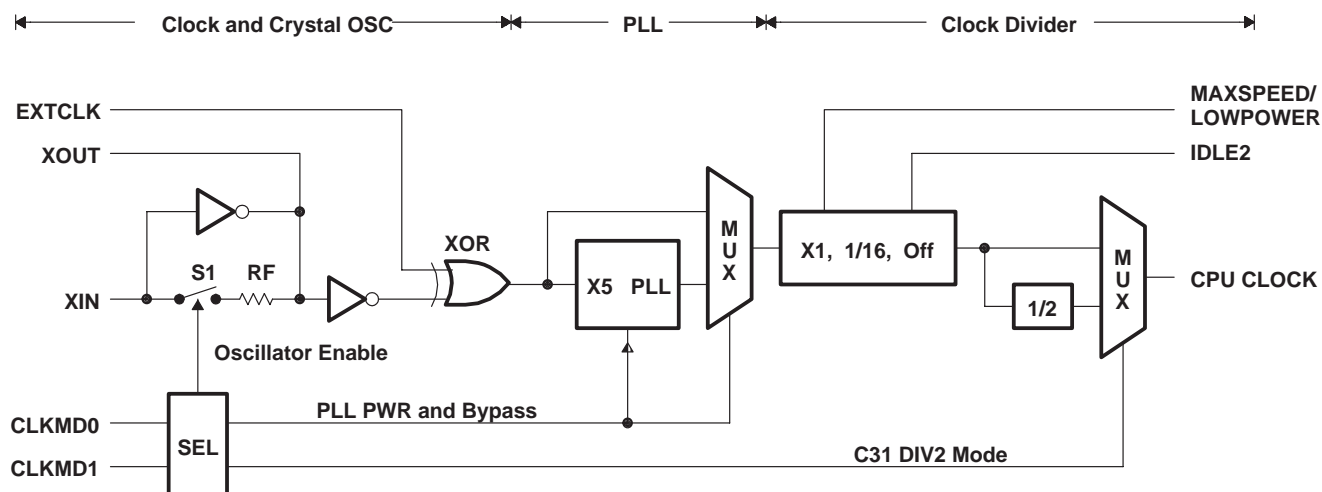 Clock and Crystal OSC
PLL
Clock Divider
EXTCLK
XOUT
MAXSPEED/
LOWPOWER
IDLE2
XOR
MUX
X1, 1/16, Off
MUX
S1
RF
XIN
X5 PLL
1/2
CPU CLOCK
Oscillator Enable
CLKMD0
PLL PWR and Bypass
SEL
CLKMD1
C31 DIV2 Mode